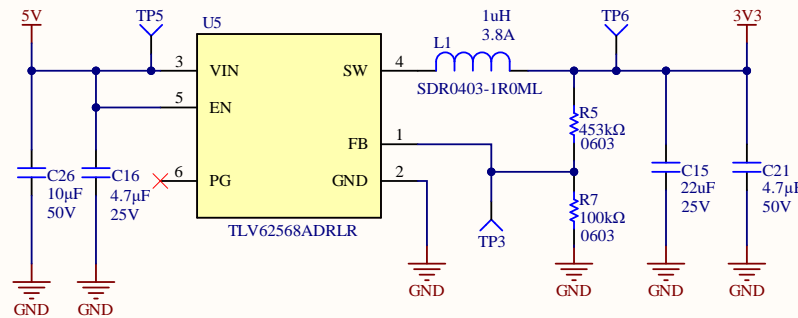 5V
TP5
U5
1uH
3.8A
TP6
3V3
L1
3
VIN
SW
4
SDR0403-1R0ML
5
EN
R5
453kΩ
0603
FB
1
6
PG
GND
2
C26
10µF
50V
C16
4.7µF
25V
C15
22uF
25V
C21
4.7µF
50V
R7
100kΩ
0603
TLV62568ADRLR
TP3
GND
GND
GND
GND
GND
GND